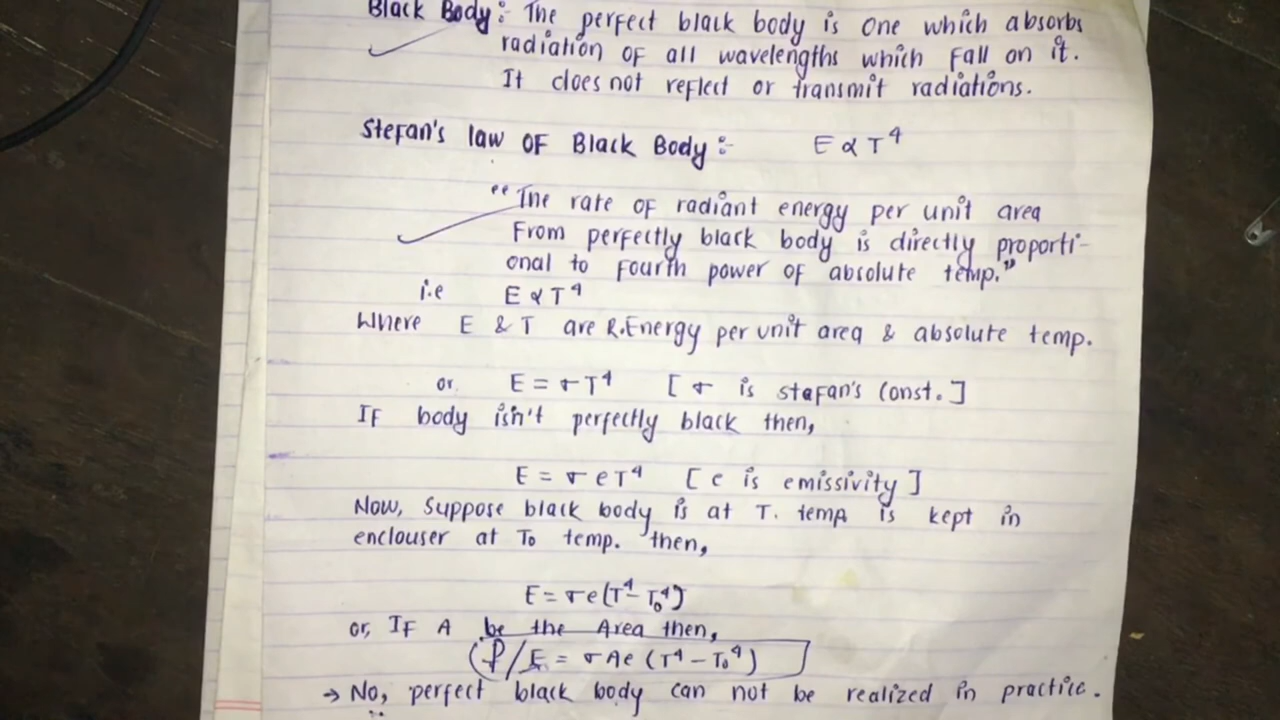 Black Body :- The perfect black body is one which absorbs
radiation of all wavelengths which fall on it.
It does not reflect or transmit radiations.
Stefan's law of Black Body :- E ∝ T⁴
"The rate of radiant energy per unit area
From perfectly black body is directly proporti-
onal to fourth power of absolute temp."
i.e E ∝ T⁴
Where E & T are R.Energy per unit area & absolute temp.
or. E = σT⁴ [ σ is stefan's Const. ]
If body isn't perfectly black then,
E = σeT⁴ [ e is emissivity ]
Now, Suppose black body is at T. temp. is kept in
enclouser at T₀ temp. then,
E = σe(T⁴ - T₀⁴)
or, If A be the Area then,
P/E = σAe (T⁴ - T₀⁴)
→ No, perfect black body can not be realized in practice.